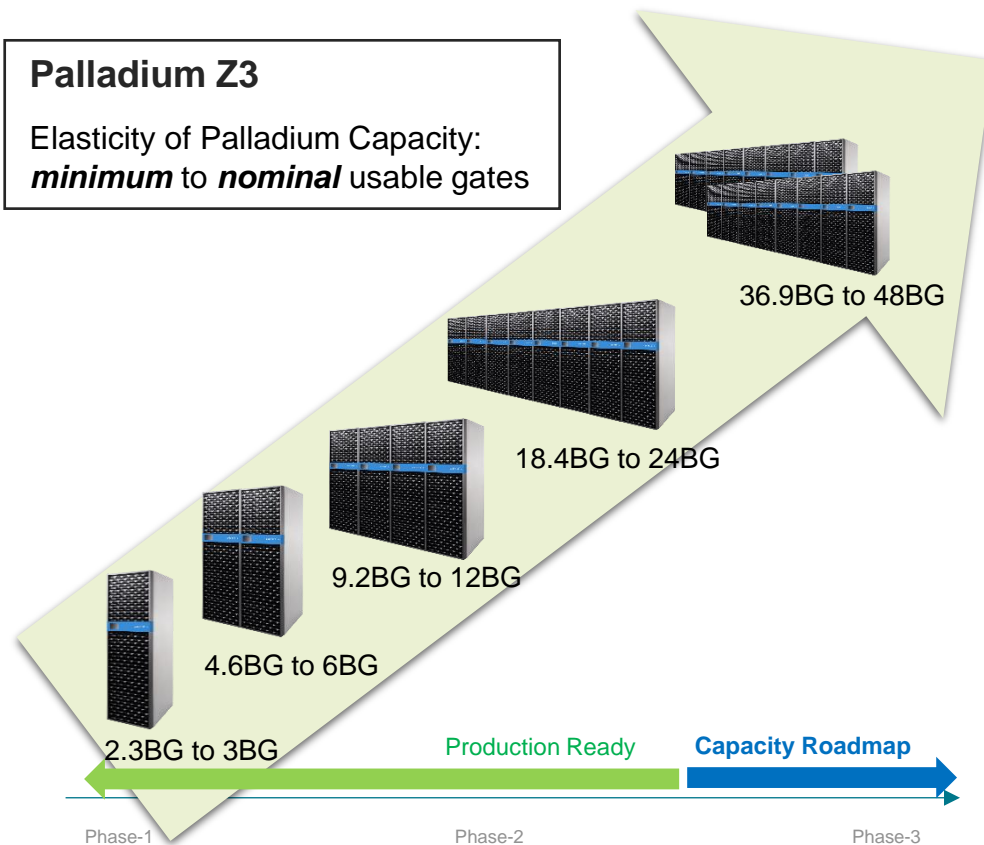 Palladium Z3
Elasticity of Palladium Capacity:
minimum to nominal usable gates
36.9BG to 48BG
18.4BG to 24BG
9.2BG to 12BG
4.6BG to 6BG
2.3BG to 3BG
Production Ready
Capacity Roadmap
Phase-1
Phase-2
Phase-3